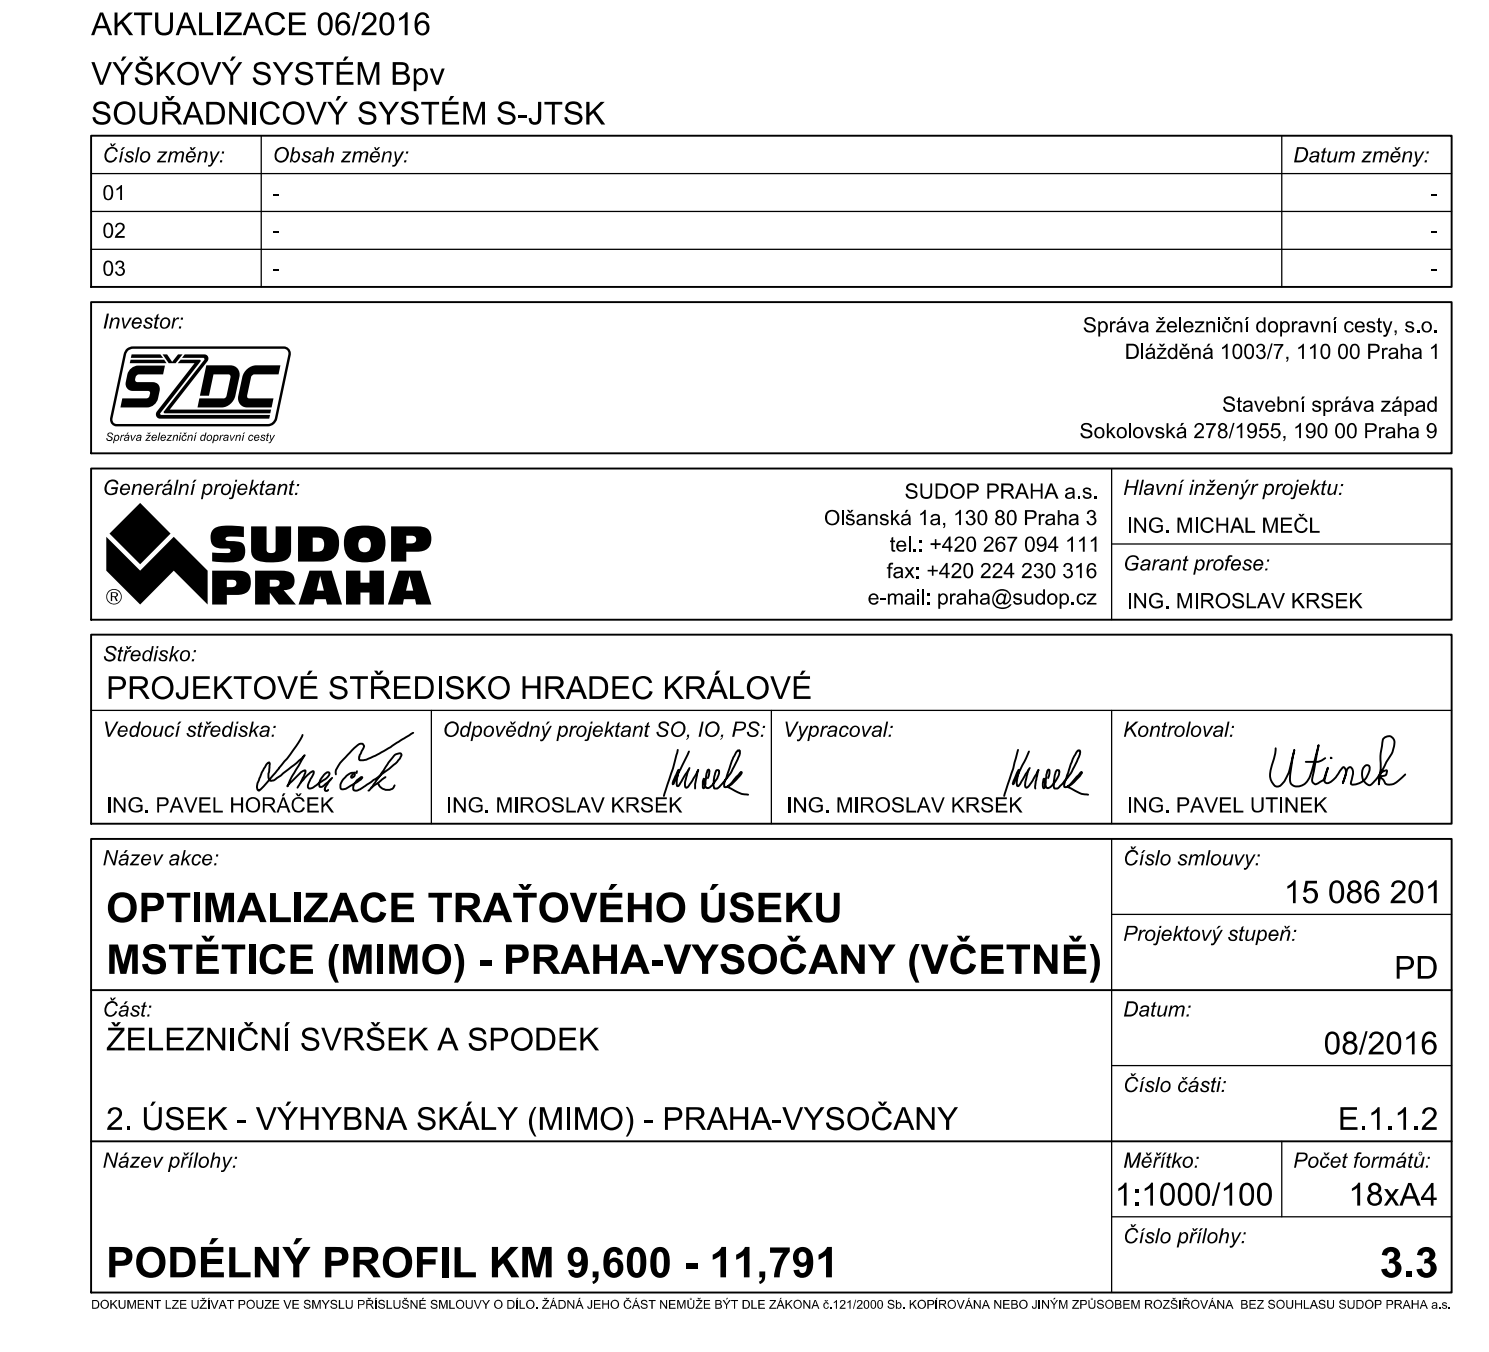 AKTUALIZACE 06/2016
VÝŠKOVÝ SYSTÉM Bpv
SOUŘADNICOVÝ SYSTÉM S-JTSK
Číslo změny: Obsah změny: Datum změny:
01 - -
02 - -
03 - -
Investor:
Správa železniční dopravní cesty, s.o.
Dlážděná 1003/7, 110 00 Praha 1
SŽDC
Stavební správa západ
Správa železniční dopravní cesty
Sokolovská 278/1955, 190 00 Praha 9
Generální projektant:
SUDOP PRAHA ®
SUDOP PRAHA a.s.
Olšanská 1a, 130 80 Praha 3
tel.: +420 267 094 111
fax: +420 224 230 316
e-mail: praha@sudop.cz
Hlavní inženýr projektu:
ING. MICHAL MEČL
Garant profese:
ING. MIROSLAV KRSEK
Středisko:
PROJEKTOVÉ STŘEDISKO HRADEC KRÁLOVÉ
Vedoucí střediska:
Horáček
ING. PAVEL HORÁČEK
Odpovědný projektant SO, IO, PS:
Krsek
ING. MIROSLAV KRSEK
Vypracoval:
Krsek
ING. MIROSLAV KRSEK
Kontroloval:
Utinek
ING. PAVEL UTINEK
Název akce:
OPTIMALIZACE TRAŤOVÉHO ÚSEKU
MSTĚTICE (MIMO) - PRAHA-VYSOČANY (VČETNĚ)
Číslo smlouvy:
15 086 201
Projektový stupeň:
PD
Část:
ŽELEZNIČNÍ SVRŠEK A SPODEK
2. ÚSEK - VÝHYBNA SKÁLY (MIMO) - PRAHA-VYSOČANY
Datum:
08/2016
Číslo části:
E.1.1.2
Název přílohy:
PODÉLNÝ PROFIL KM 9,600 - 11,791
Měřítko:
1:1000/100
Počet formátů:
18xA4
Číslo přílohy:
3.3
DOKUMENT LZE UŽÍVAT POUZE VE SMYSLU PŘÍSLUŠNÉ SMLOUVY O DÍLO. ŽÁDNÁ JEHO ČÁST NEMŮŽE BÝT DLE ZÁKONA č.121/2000 Sb. KOPÍROVÁNA NEBO JINÝM ZPŮSOBEM ROZŠIŘOVÁNA BEZ SOUHLASU SUDOP PRAHA a.s.